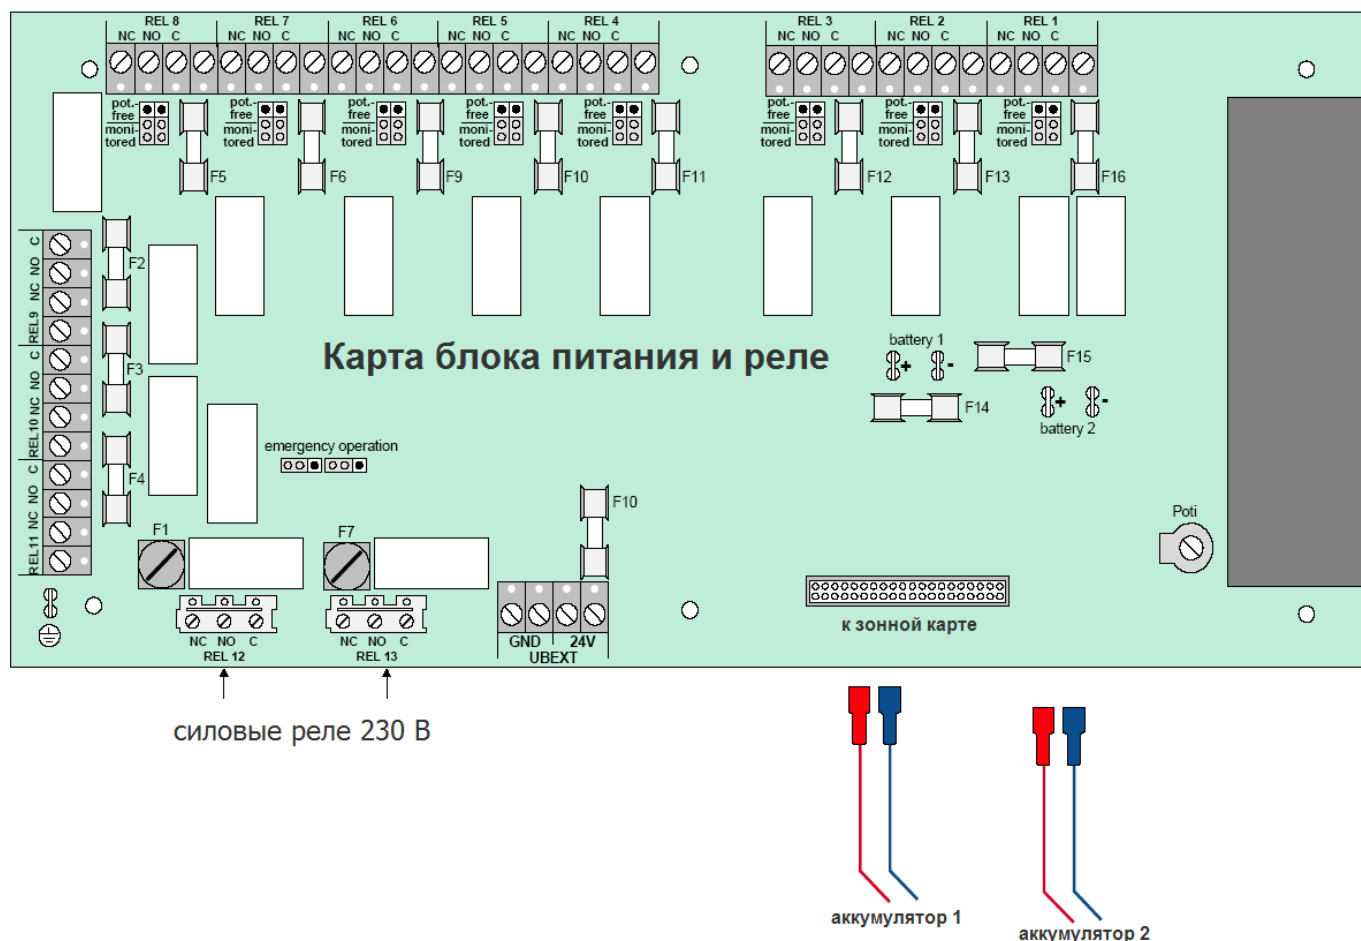 REL 8 REL 7 REL 6 REL 5 REL 4 REL 3 REL 2 REL 1
NC NO C NC NO C NC NO C NC NO C NC NO C NC NO C NC NO C NC NO C
pot.- pot.- pot.- pot.- pot.- pot.- pot.- pot.-
free free free free free free free free
moni- moni- moni- moni- moni- moni- moni- moni-
tored tored tored tored tored tored tored tored
F5 F6 F9 F10 F11 F12 F13 F16
REL9 NC NO C
F2
REL10 NC NO C
F3
REL11 NC NO C
F4
Карта блока питания и реле
battery 1
+ -
F15
F14
+ -
battery 2
emergency operation
F10
Poti
F1 F7
к зонной карте
NC NO C NC NO C
REL 12 REL 13
GND 24V
UBEXT
силовые реле 230 В
аккумулятор 1
аккумулятор 2